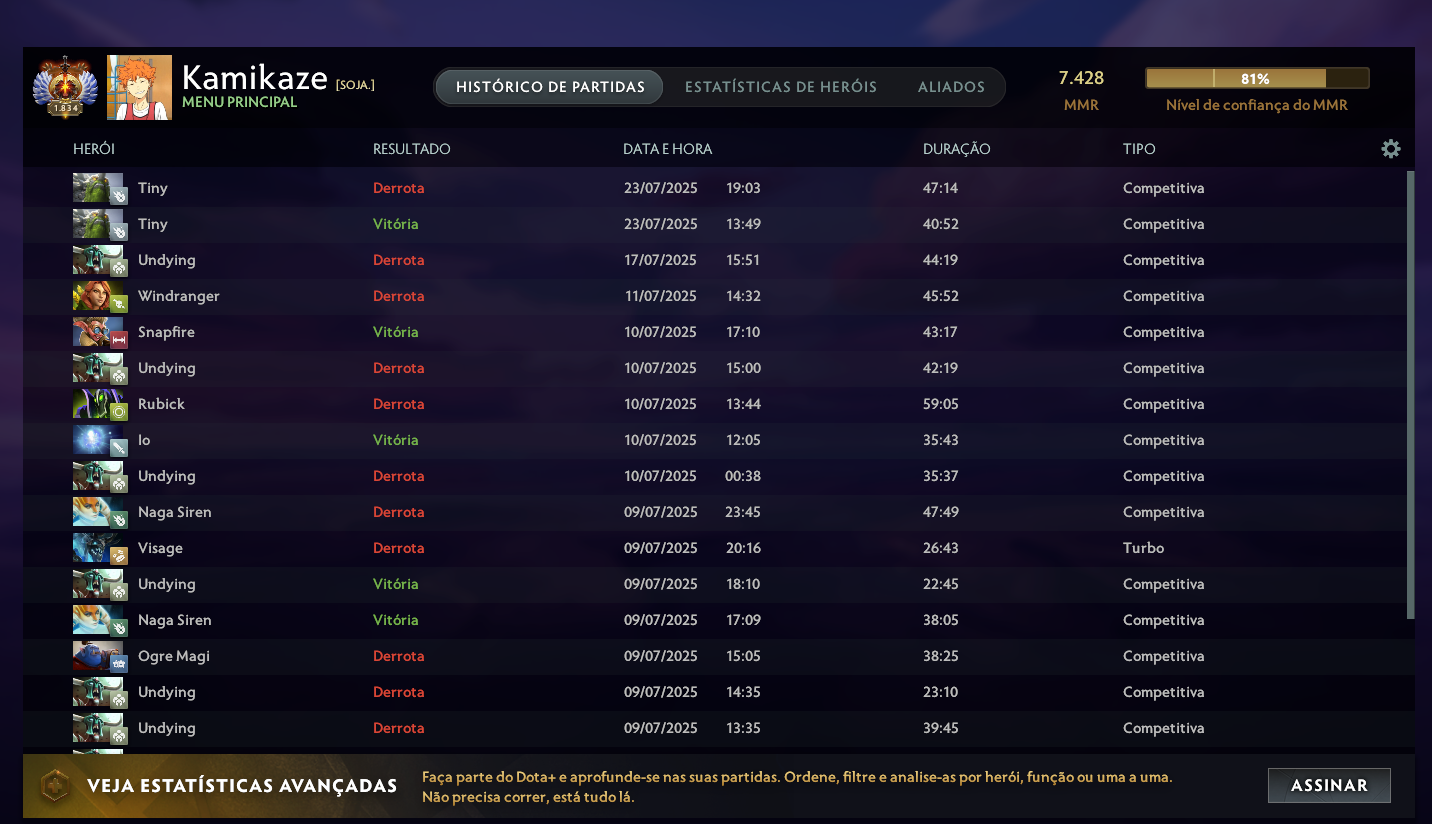 Kamikaze [SOJA.]
MENU PRINCIPAL
1.834
HISTÓRICO DE PARTIDAS ESTATÍSTICAS DE HERÓIS ALIADOS
7.428
MMR
81%
Nível de confiança do MMR
HERÓI RESULTADO DATA E HORA DURAÇÃO TIPO
Tiny Derrota 23/07/2025 19:03 47:14 Competitiva
Tiny Vitória 23/07/2025 13:49 40:52 Competitiva
Undying Derrota 17/07/2025 15:51 44:19 Competitiva
Windranger Derrota 11/07/2025 14:32 45:52 Competitiva
Snapfire Vitória 10/07/2025 17:10 43:17 Competitiva
Undying Derrota 10/07/2025 15:00 42:19 Competitiva
Rubick Derrota 10/07/2025 13:44 59:05 Competitiva
Io Vitória 10/07/2025 12:05 35:43 Competitiva
Undying Derrota 10/07/2025 00:38 35:37 Competitiva
Naga Siren Derrota 09/07/2025 23:45 47:49 Competitiva
Visage Derrota 09/07/2025 20:16 26:43 Turbo
Undying Vitória 09/07/2025 18:10 22:45 Competitiva
Naga Siren Vitória 09/07/2025 17:09 38:05 Competitiva
Ogre Magi Derrota 09/07/2025 15:05 38:25 Competitiva
Undying Derrota 09/07/2025 14:35 23:10 Competitiva
Undying Derrota 09/07/2025 13:35 39:45 Competitiva
VEJA ESTATÍSTICAS AVANÇADAS
Faça parte do Dota+ e aprofunde-se nas suas partidas. Ordene, filtre e analise-as por herói, função ou uma a uma.
Não precisa correr, está tudo lá.
ASSINAR